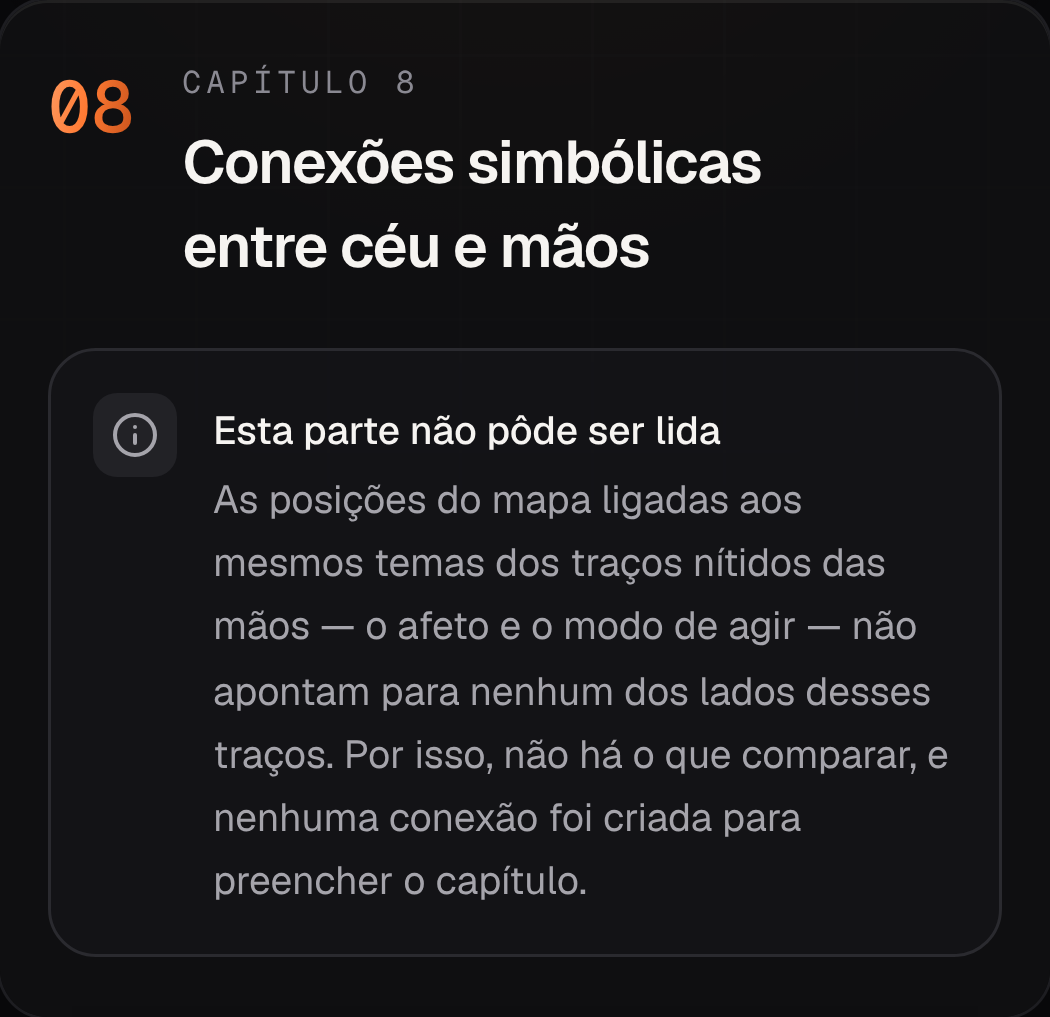 08
CAPÍTULO 8
Conexões simbólicas
entre céu e mãos
Esta parte não pôde ser lida
As posições do mapa ligadas aos
mesmos temas dos traços nítidos das
mãos — o afeto e o modo de agir — não
apontam para nenhum dos lados desses
traços. Por isso, não há o que comparar, e
nenhuma conexão foi criada para
preencher o capítulo.